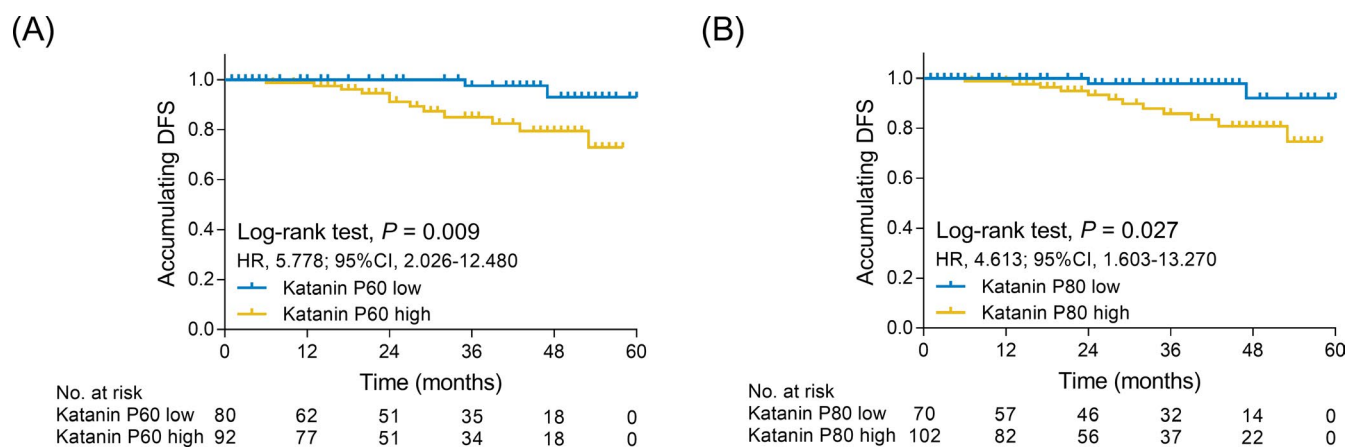 (A)
Accumulating DFS
1.0
0.8
0.6
0.4
0.2
0.0
Log-rank test, P = 0.009
HR, 5.778; 95%CI, 2.026-12.480
Katanin P60 low
Katanin P60 high
0 12 24 36 48 60
Time (months)
No. at risk
Katanin P60 low 80 62 51 35 18 0
Katanin P60 high 92 77 51 34 18 0
(B)
Accumulating DFS
1.0
0.8
0.6
0.4
0.2
0.0
Log-rank test, P = 0.027
HR, 4.613; 95%CI, 1.603-13.270
Katanin P80 low
Katanin P80 high
0 12 24 36 48 60
Time (months)
No. at risk
Katanin P80 low 70 57 46 32 14 0
Katanin P80 high 102 82 56 37 22 0